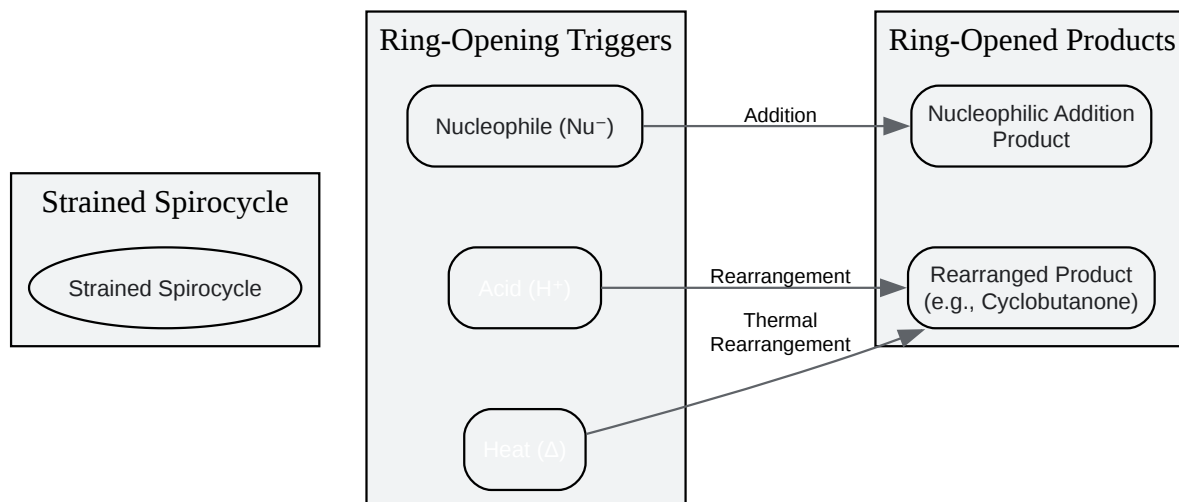 Strained Spirocycle
Strained Spirocycle
Ring-Opening Triggers
Nucleophile (Nu⁻)
Acid (H⁺)
Heat (Δ)
Addition
Rearrangement
Thermal
Rearrangement
Ring-Opened Products
Nucleophilic Addition
Product
Rearranged Product
(e.g., Cyclobutanone)